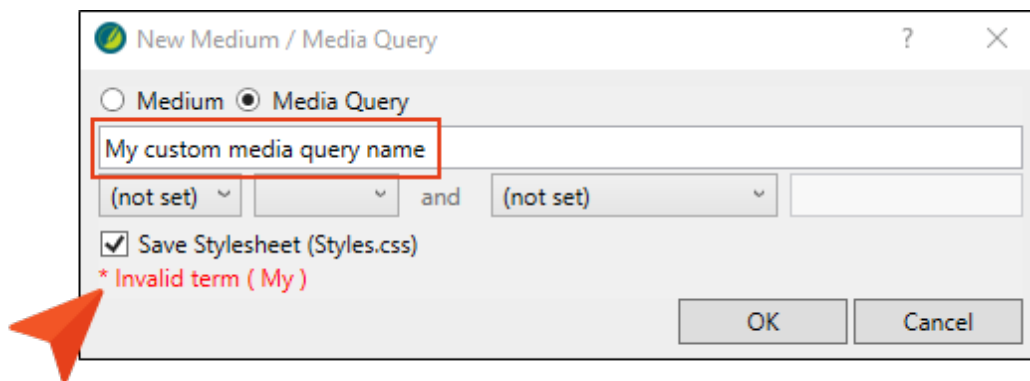 New Medium / Media Query ?
Medium Media Query
My custom media query name
(not set) and (not set)
Save Stylesheet (Styles.css)
* Invalid term ( My )
OK Cancel